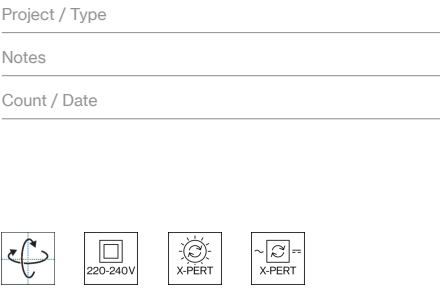 Project / Type
Notes
Count / Date
220-240V
X-PERT
X-PERT